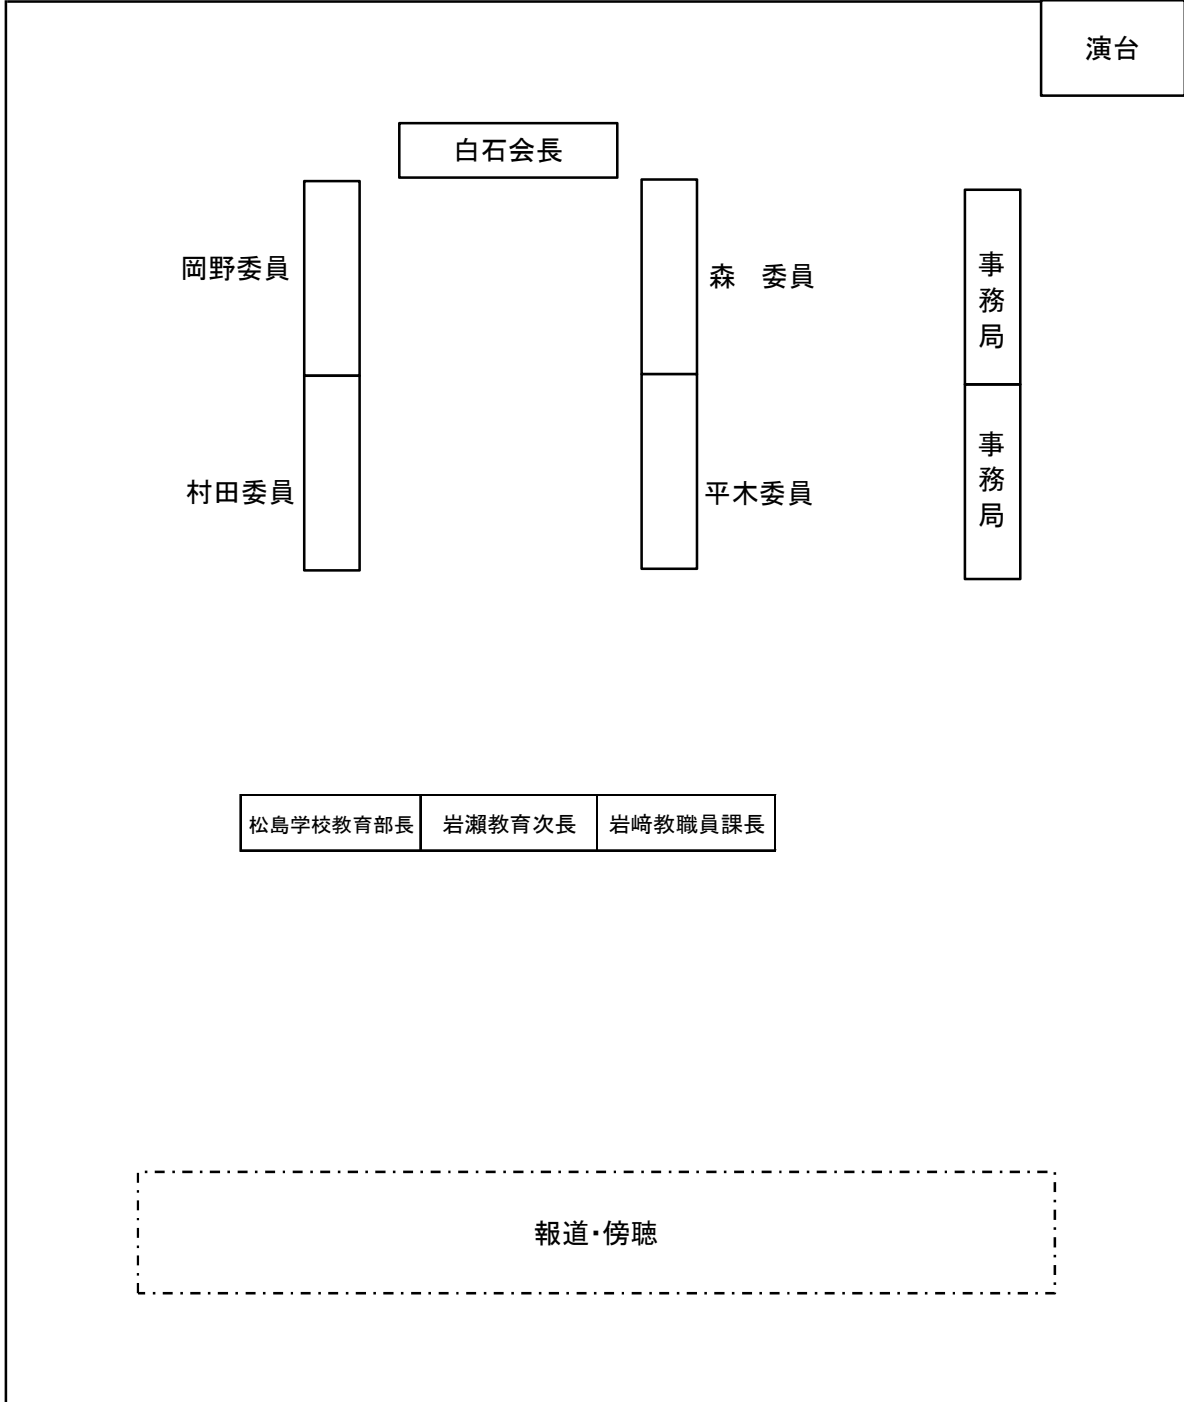 演台
白石会長
岡野委員
森　委員
事務局
村田委員
平木委員
事務局
松島学校教育部長
岩瀬教育次長
岩﨑教職員課長
報道・傍聴